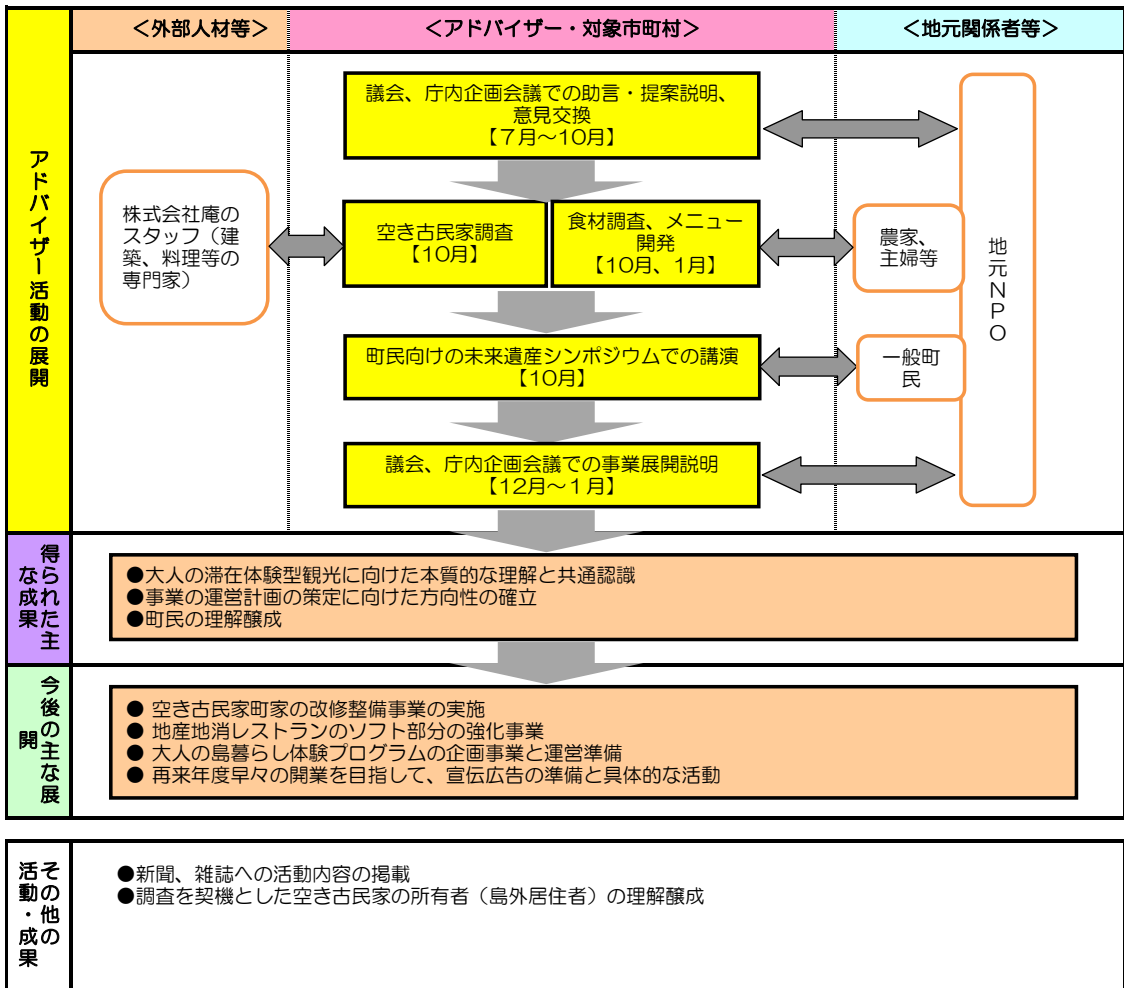 ＜外部人材等＞
＜アドバイザー・対象市町村＞
＜地元関係者等＞
アドバイザー活動の展開
議会、庁内企画会議での助言・提案説明、
意見交換
【7月～10月】
株式会社庵の
スタッフ（建
築、料理等の
専門家）
空き古民家調査
【10月】
食材調査、メニュー
開発
【10月、1月】
農家、
主婦等
地元NPO
町民向けの未来遺産シンポジウムでの講演
【10月】
一般町
民
議会、庁内企画会議での事業展開説明
【12月～1月】
得られた主
な成果
●大人の滞在体験型観光に向けた本質的な理解と共通認識
●事業の運営計画の策定に向けた方向性の確立
●町民の理解醸成
今後の主な展
開
● 空き古民家町家の改修整備事業の実施
● 地産地消レストランのソフト部分の強化事業
● 大人の島暮らし体験プログラムの企画事業と運営準備
● 再来年度早々の開業を目指して、宣伝広告の準備と具体的な活動
その他の
活動・成果
●新聞、雑誌への活動内容の掲載
●調査を契機とした空き古民家の所有者（島外居住者）の理解醸成